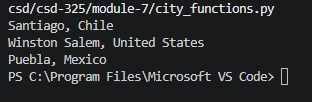 csd/csd-325/module-7/city_functions.py
Santiago, Chile
Winston Salem, United States
Puebla, Mexico
PS C:\Program Files\Microsoft VS Code>